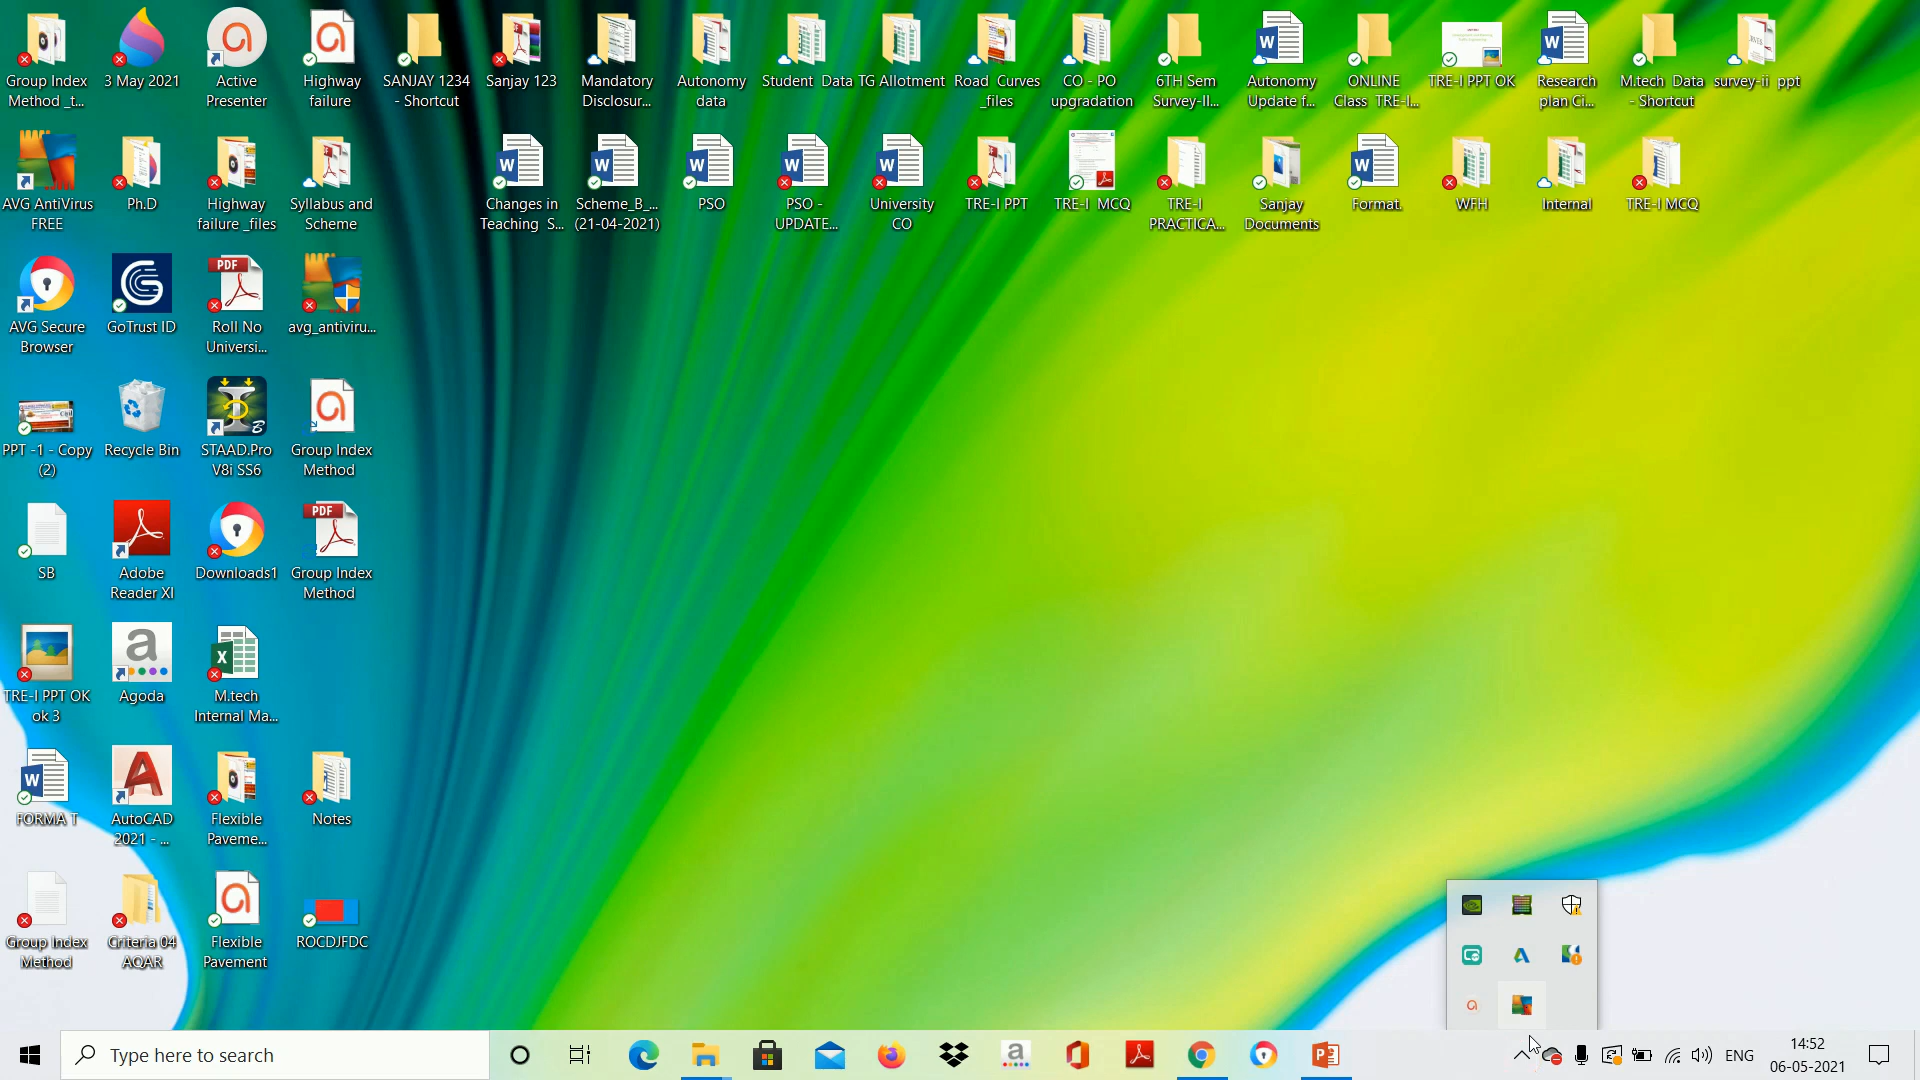 Group Index
Method _t...
3 May 2021
Active
Presenter
Highway
failure
SANJAY 1234
- Shortcut
Sanjay 123
Mandatory
Disclosur...
Autonomy
data
Student Data
TG Allotment
Road Curves
_files
CO - PO
upgradation
6TH Sem
Survey-II...
Autonomy
Update f...
ONLINE
Class TRE-I...
TRE-I PPT OK
Research
plan Ci...
M.tech Data
- Shortcut
survey-ii ppt
AVG AntiVirus
FREE
Ph.D
Highway
failure _files
Syllabus and
Scheme
Changes in
Teaching S...
Scheme_B_...
(21-04-2021)
PSO
PSO -
UPDATE...
University
CO
TRE-I PPT
TRE-I MCQ
TRE-I
PRACTICA...
Sanjay
Documents
Format.
WFH
Internal
TRE-I MCQ
AVG Secure
Browser
GoTrust ID
PDF
Roll No
Universi...
avg_antiviru...
PPT -1 - Copy
(2)
Recycle Bin
STAAD.Pro
V8i SS6
Group Index
Method
SB
Adobe
Reader XI
Downloads1
PDF
Group Index
Method
TRE-I PPT OK
ok 3
Agoda
M.tech
Internal Ma...
FORMA T
AutoCAD
2021 - ...
Flexible
Paveme...
Notes
Group Index
Method
Criteria 04
AQAR
Flexible
Pavement
ROCDJFDC
Type here to search
ENG
14:52
06-05-2021